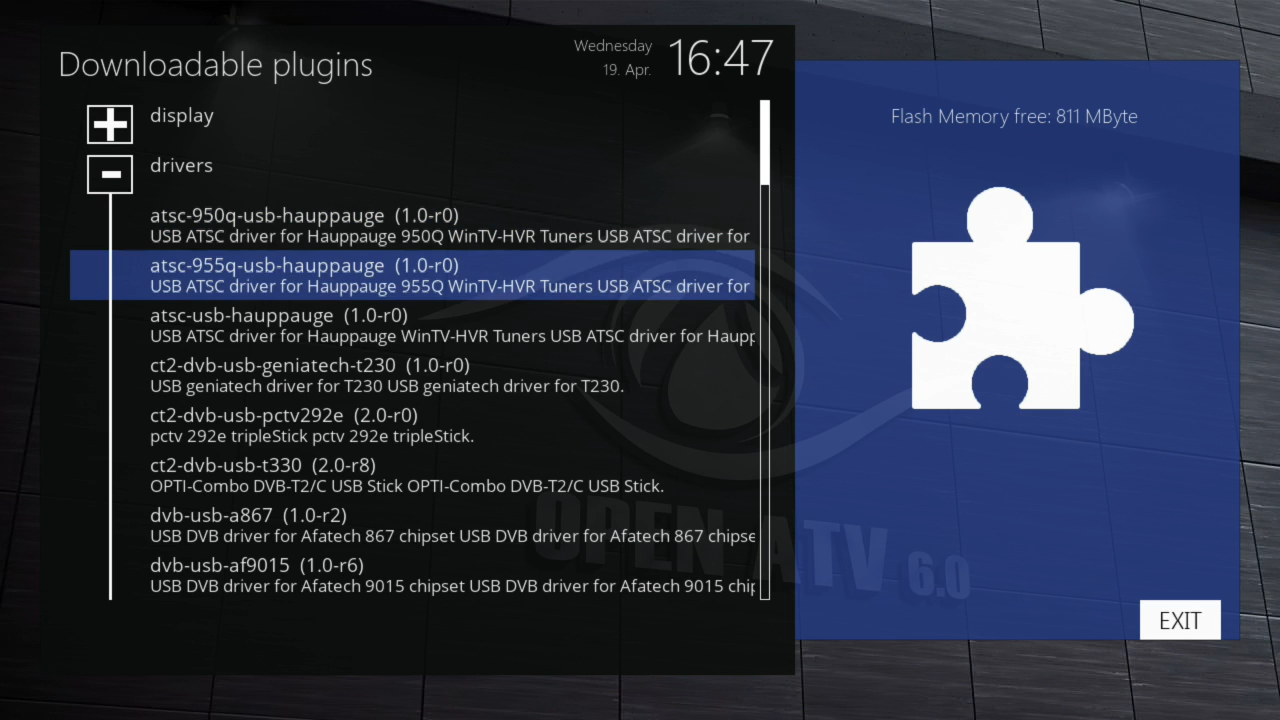 Downloadable plugins
Wednesday
19. Apr.
16:47
display
drivers
atsc-950q-usb-hauppauge (1.0-r0)
USB ATSC driver for Hauppauge 950Q WinTV-HVR Tuners USB ATSC driver for
atsc-955q-usb-hauppauge (1.0-r0)
USB ATSC driver for Hauppauge 955Q WinTV-HVR Tuners USB ATSC driver for
atsc-usb-hauppauge (1.0-r0)
USB ATSC driver for Hauppauge WinTV-HVR Tuners USB ATSC driver for Haupp
ct2-dvb-usb-geniatech-t230 (1.0-r0)
USB geniatech driver for T230 USB geniatech driver for T230.
ct2-dvb-usb-pctv292e (2.0-r0)
pctv 292e tripleStick pctv 292e tripleStick.
ct2-dvb-usb-t330 (2.0-r8)
OPTI-Combo DVB-T2/C USB Stick OPTI-Combo DVB-T2/C USB Stick.
dvb-usb-a867 (1.0-r2)
USB DVB driver for Afatech 867 chipset USB DVB driver for Afatech 867 chipse
dvb-usb-af9015 (1.0-r6)
USB DVB driver for Afatech 9015 chipset USB DVB driver for Afatech 9015 chip
Flash Memory free: 811 MByte
OPEN ATV 6.0
EXIT